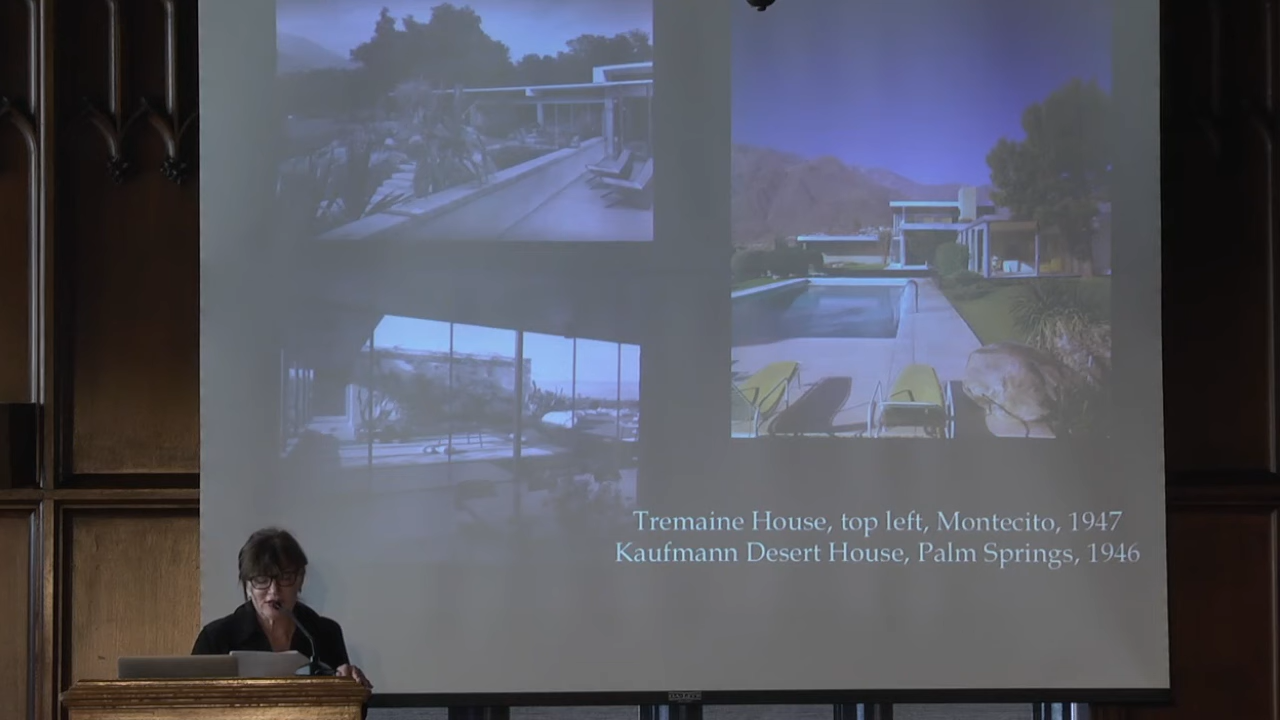 Tremaine House, top left, Montecito, 1947
Kaufmann Desert House, Palm Springs, 1946